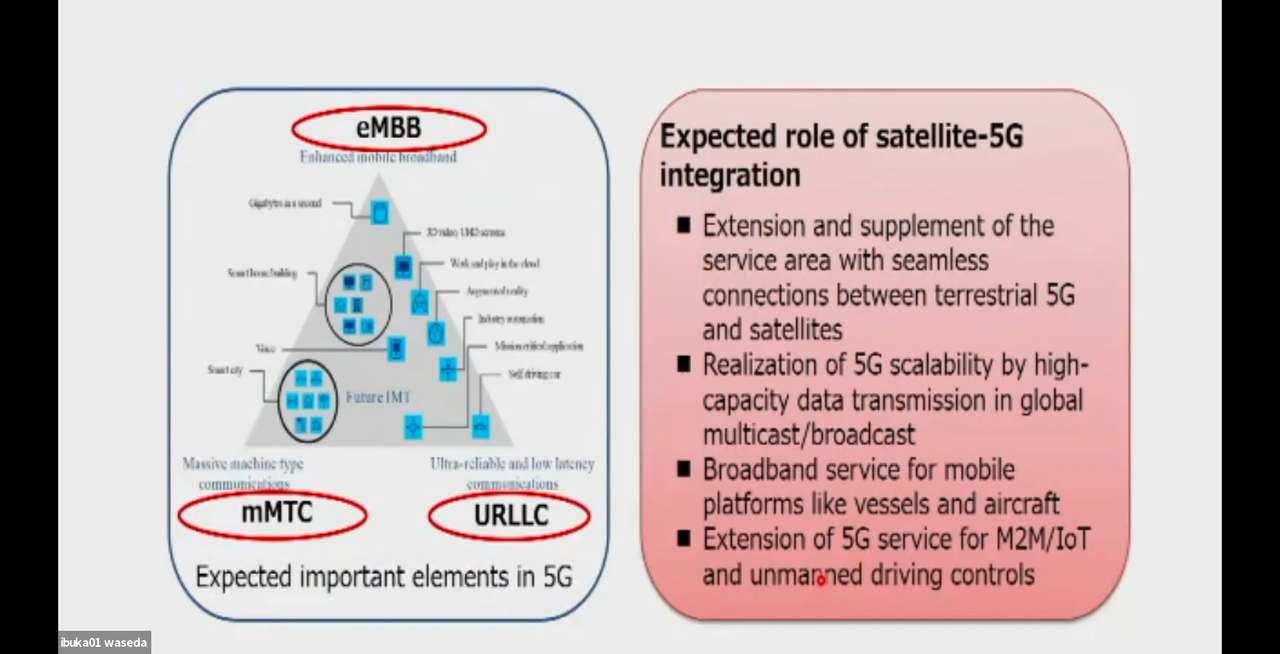 eMBB
Enhanced mobile broadband
Gigabytes in a second
3D video, UHD screens
Work and play in the cloud
Smart home building
Augmented reality
Industry automation
Mission critical application
Voice
Self driving car
Smart city
Future IMT
Massive machine type
communications
Ultra-reliable and low latency
communications
mMTC
URLLC
Expected important elements in 5G
Expected role of satellite-5G
integration
■ Extension and supplement of the
service area with seamless
connections between terrestrial 5G
and satellites
■ Realization of 5G scalability by high-
capacity data transmission in global
multicast/broadcast
■ Broadband service for mobile
platforms like vessels and aircraft
■ Extension of 5G service for M2M/IoT
and unmanned driving controls
ibuka01 waseda